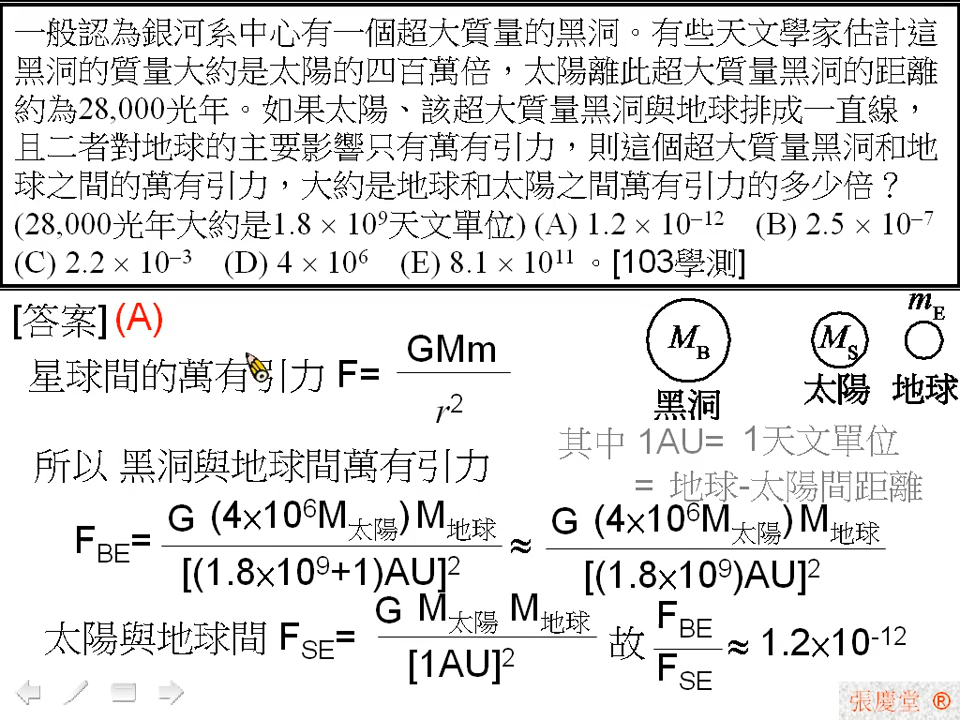 一般認為銀河系中心有一個超大質量的黑洞。有些天文學家估計這
黑洞的質量大約是太陽的四百萬倍，太陽離此超大質量黑洞的距離
約為28,000光年。如果太陽、該超大質量黑洞與地球排成一直線，
且二者對地球的主要影響只有萬有引力，則這個超大質量黑洞和地
球之間的萬有引力，大約是地球和太陽之間萬有引力的多少倍？
(28,000光年大約是1.8 × 10⁹天文單位) (A) 1.2 × 10⁻¹² (B) 2.5 × 10⁻⁷
(C) 2.2 × 10⁻³ (D) 4 × 10⁶ (E) 8.1 × 10¹¹ 。[103學測]
[答案] (A)
星球間的萬有引力 F= GMm / r²
M_B M_S m_E
黑洞 太陽 地球
其中 1AU= 1天文單位
= 地球-太陽間距離
所以 黑洞與地球間萬有引力
F_BE= G (4×10⁶M太陽) M地球 / [(1.8×10⁹+1)AU]² ≈ G (4×10⁶M太陽) M地球 / [(1.8×10⁹)AU]²
太陽與地球間 F_SE= G M太陽 M地球 / [1AU]² 故 F_BE / F_SE ≈ 1.2×10⁻¹²
張慶堂 ®